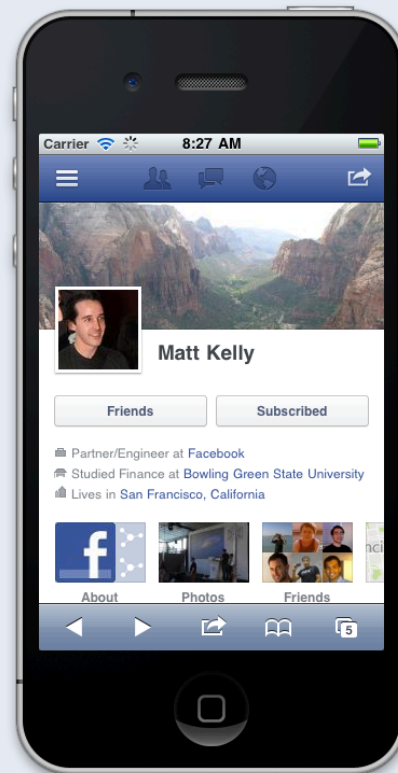 Carrier 8:27 AM
Matt Kelly
Friends Subscribed
Partner/Engineer at Facebook
Studied Finance at Bowling Green State University
Lives in San Francisco, California
f
About Photos Friends
5